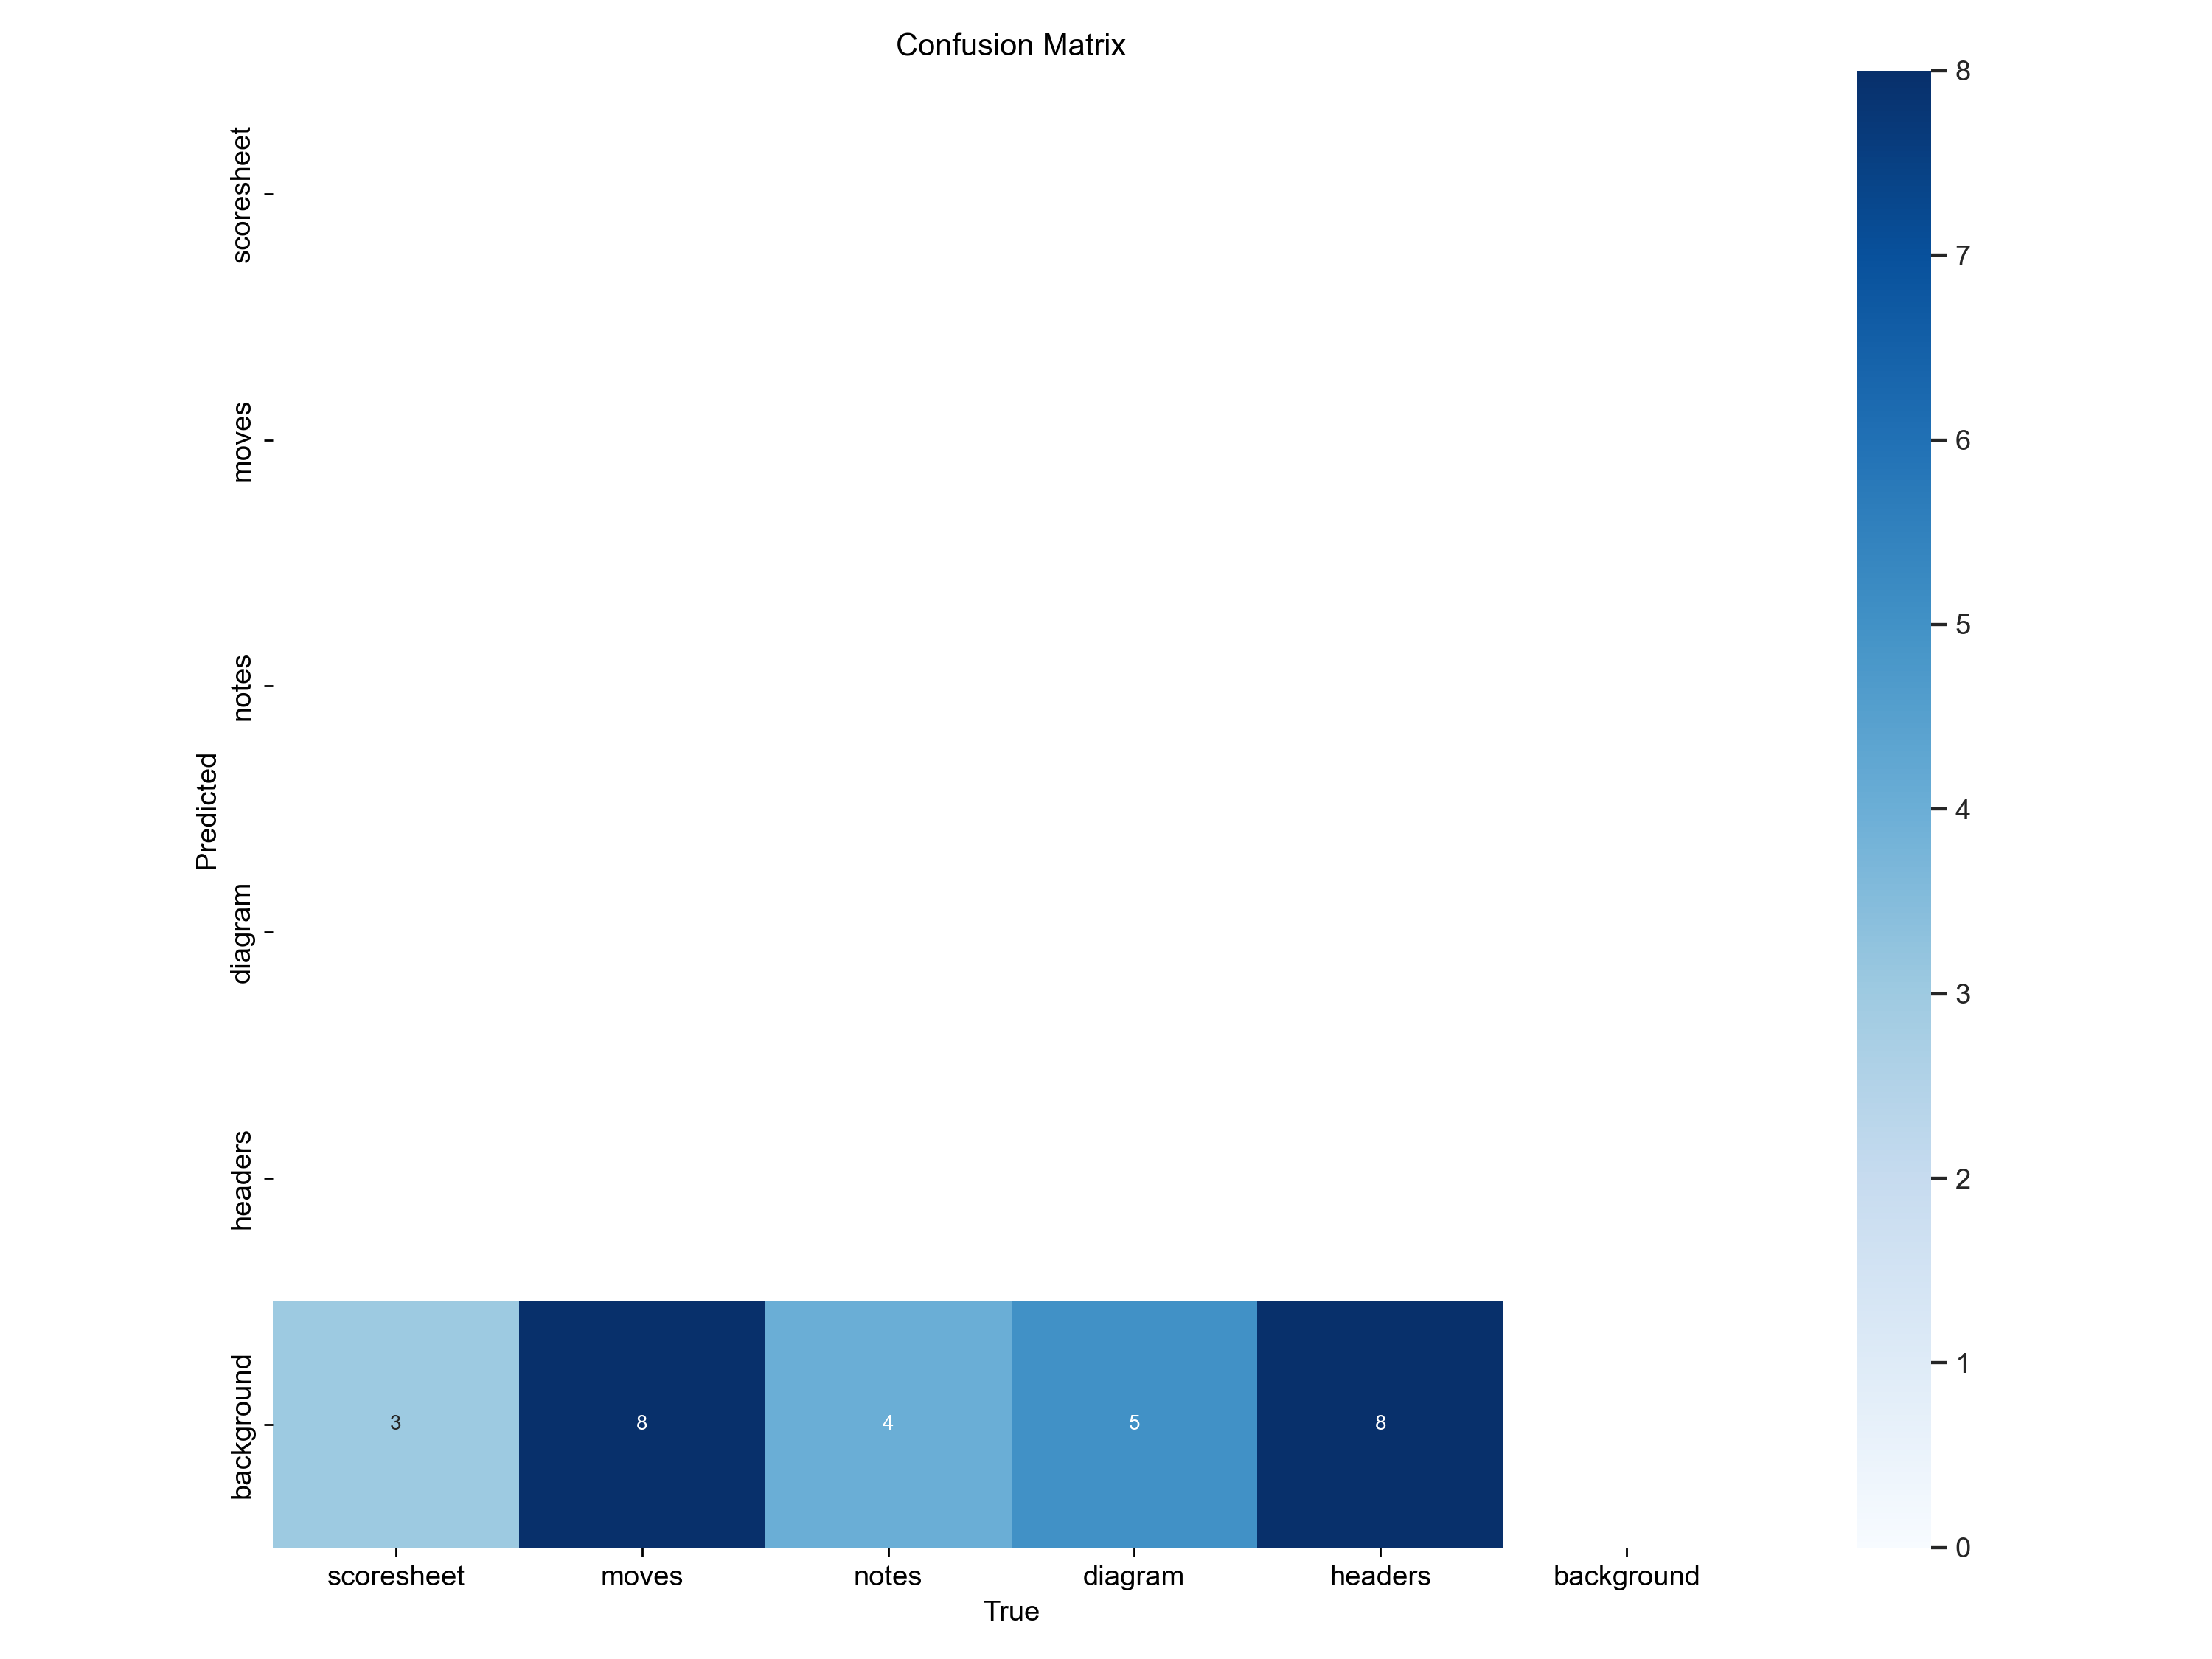 Confusion Matrix
Predicted
scoresheet
moves
notes
diagram
headers
background
3 8 4 5 8
scoresheet moves notes diagram headers background
True
8
7
6
5
4
3
2
1
0